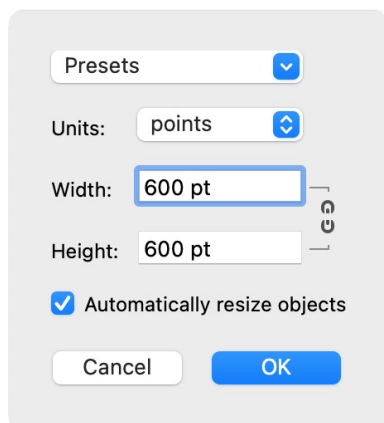 Presets
Units: points
Width: 600 pt
Height: 600 pt
Automatically resize objects
Cancel OK